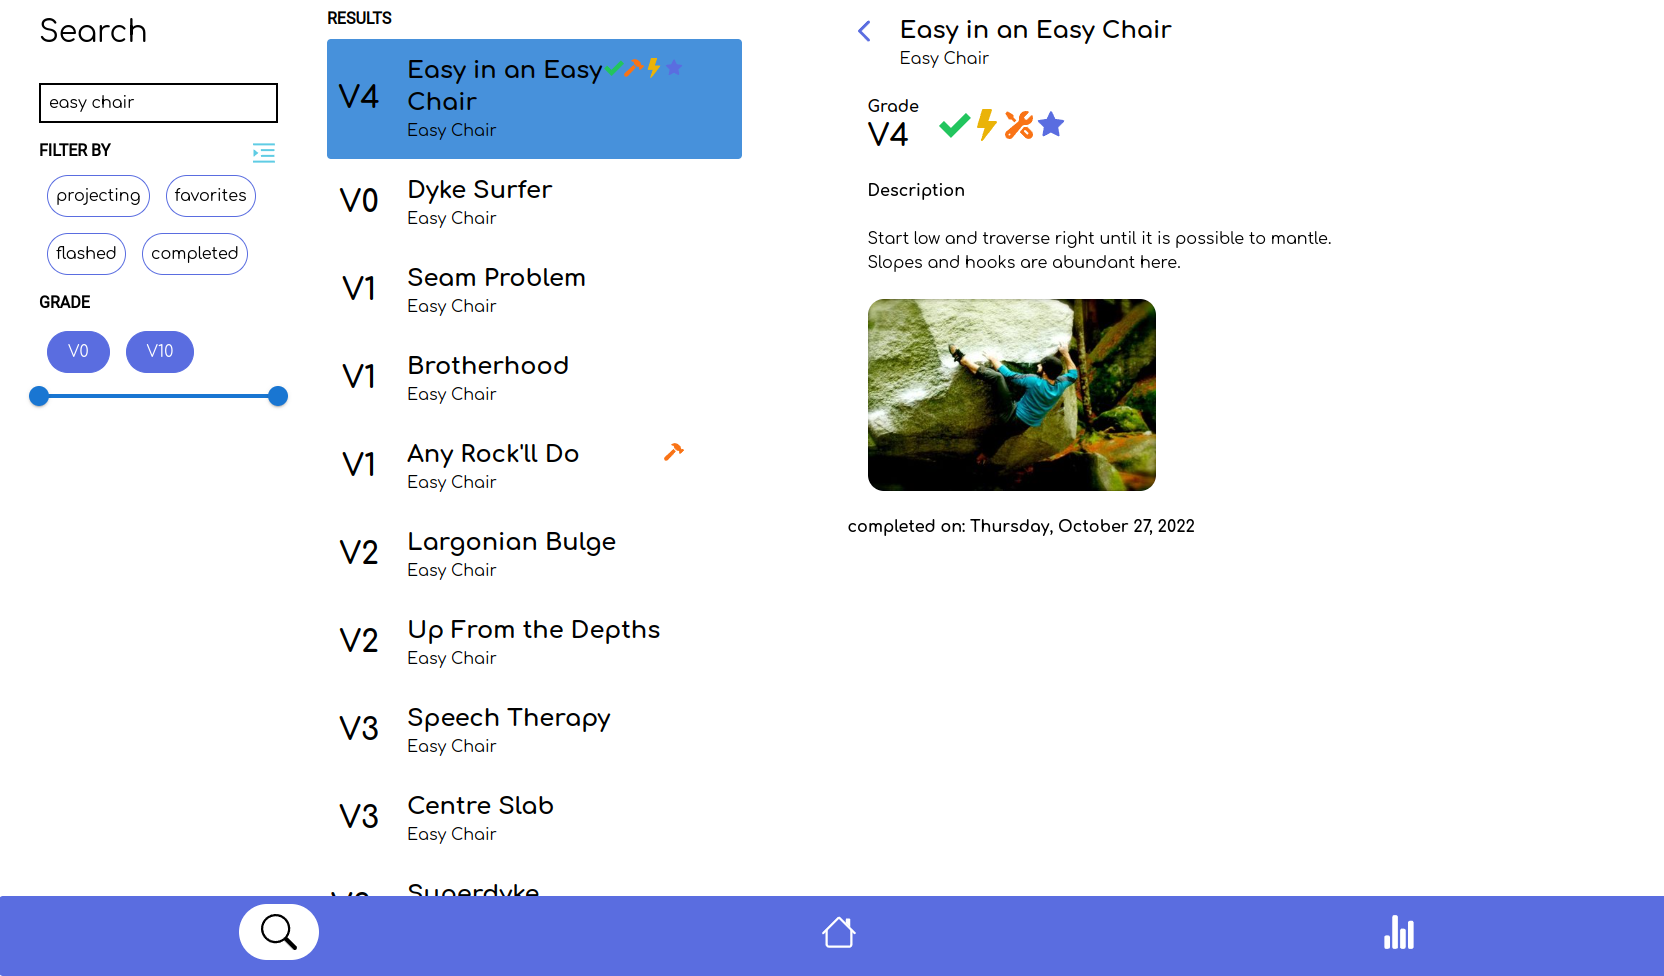 Search
easy chair
FILTER BY
projecting
favorites
flashed
completed
GRADE
V0
V10
RESULTS
V4
Easy in an Easy
Chair
Easy Chair
V0
Dyke Surfer
Easy Chair
V1
Seam Problem
Easy Chair
V1
Brotherhood
Easy Chair
V1
Any Rock'll Do
Easy Chair
V2
Largonian Bulge
Easy Chair
V2
Up From the Depths
Easy Chair
V3
Speech Therapy
Easy Chair
V3
Centre Slab
Easy Chair
Superdyke
Easy in an Easy Chair
Easy Chair
Grade
V4
Description
Start low and traverse right until it is possible to mantle.
Slopes and hooks are abundant here.
completed on: Thursday, October 27, 2022